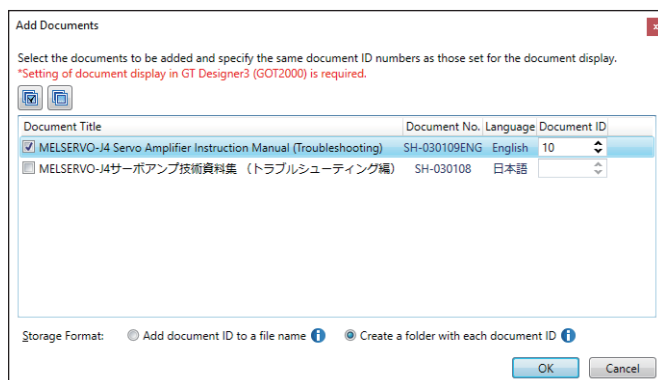 Add Documents
x
Select the documents to be added and specify the same document ID numbers as those set for the document display.
*Setting of document display in GT Designer3 (GOT2000) is required.
Document Title Document No. Language Document ID
MELSERVO-J4 Servo Amplifier Instruction Manual (Troubleshooting) SH-030109ENG English 10
MELSERVO-J4サーボアンプ技術資料集 （トラブルシューティング編） SH-030108 日本語
Storage Format: Add document ID to a file name i Create a folder with each document ID i
OK Cancel